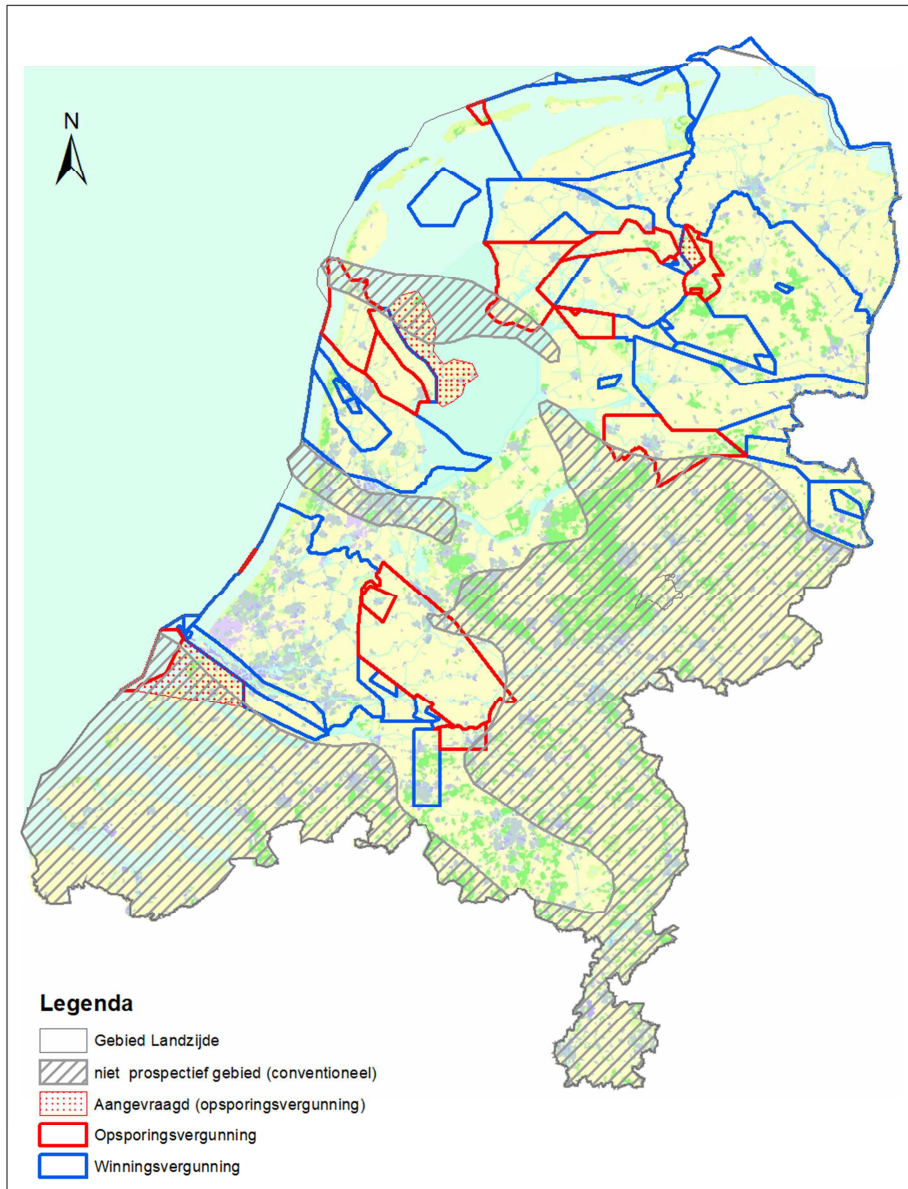 N
Legenda
Gebied Landzijde
niet prospectief gebied (conventioneel)
Aangevraagd (opsporingsvergunning)
Opsporingsvergunning
Winningsvergunning